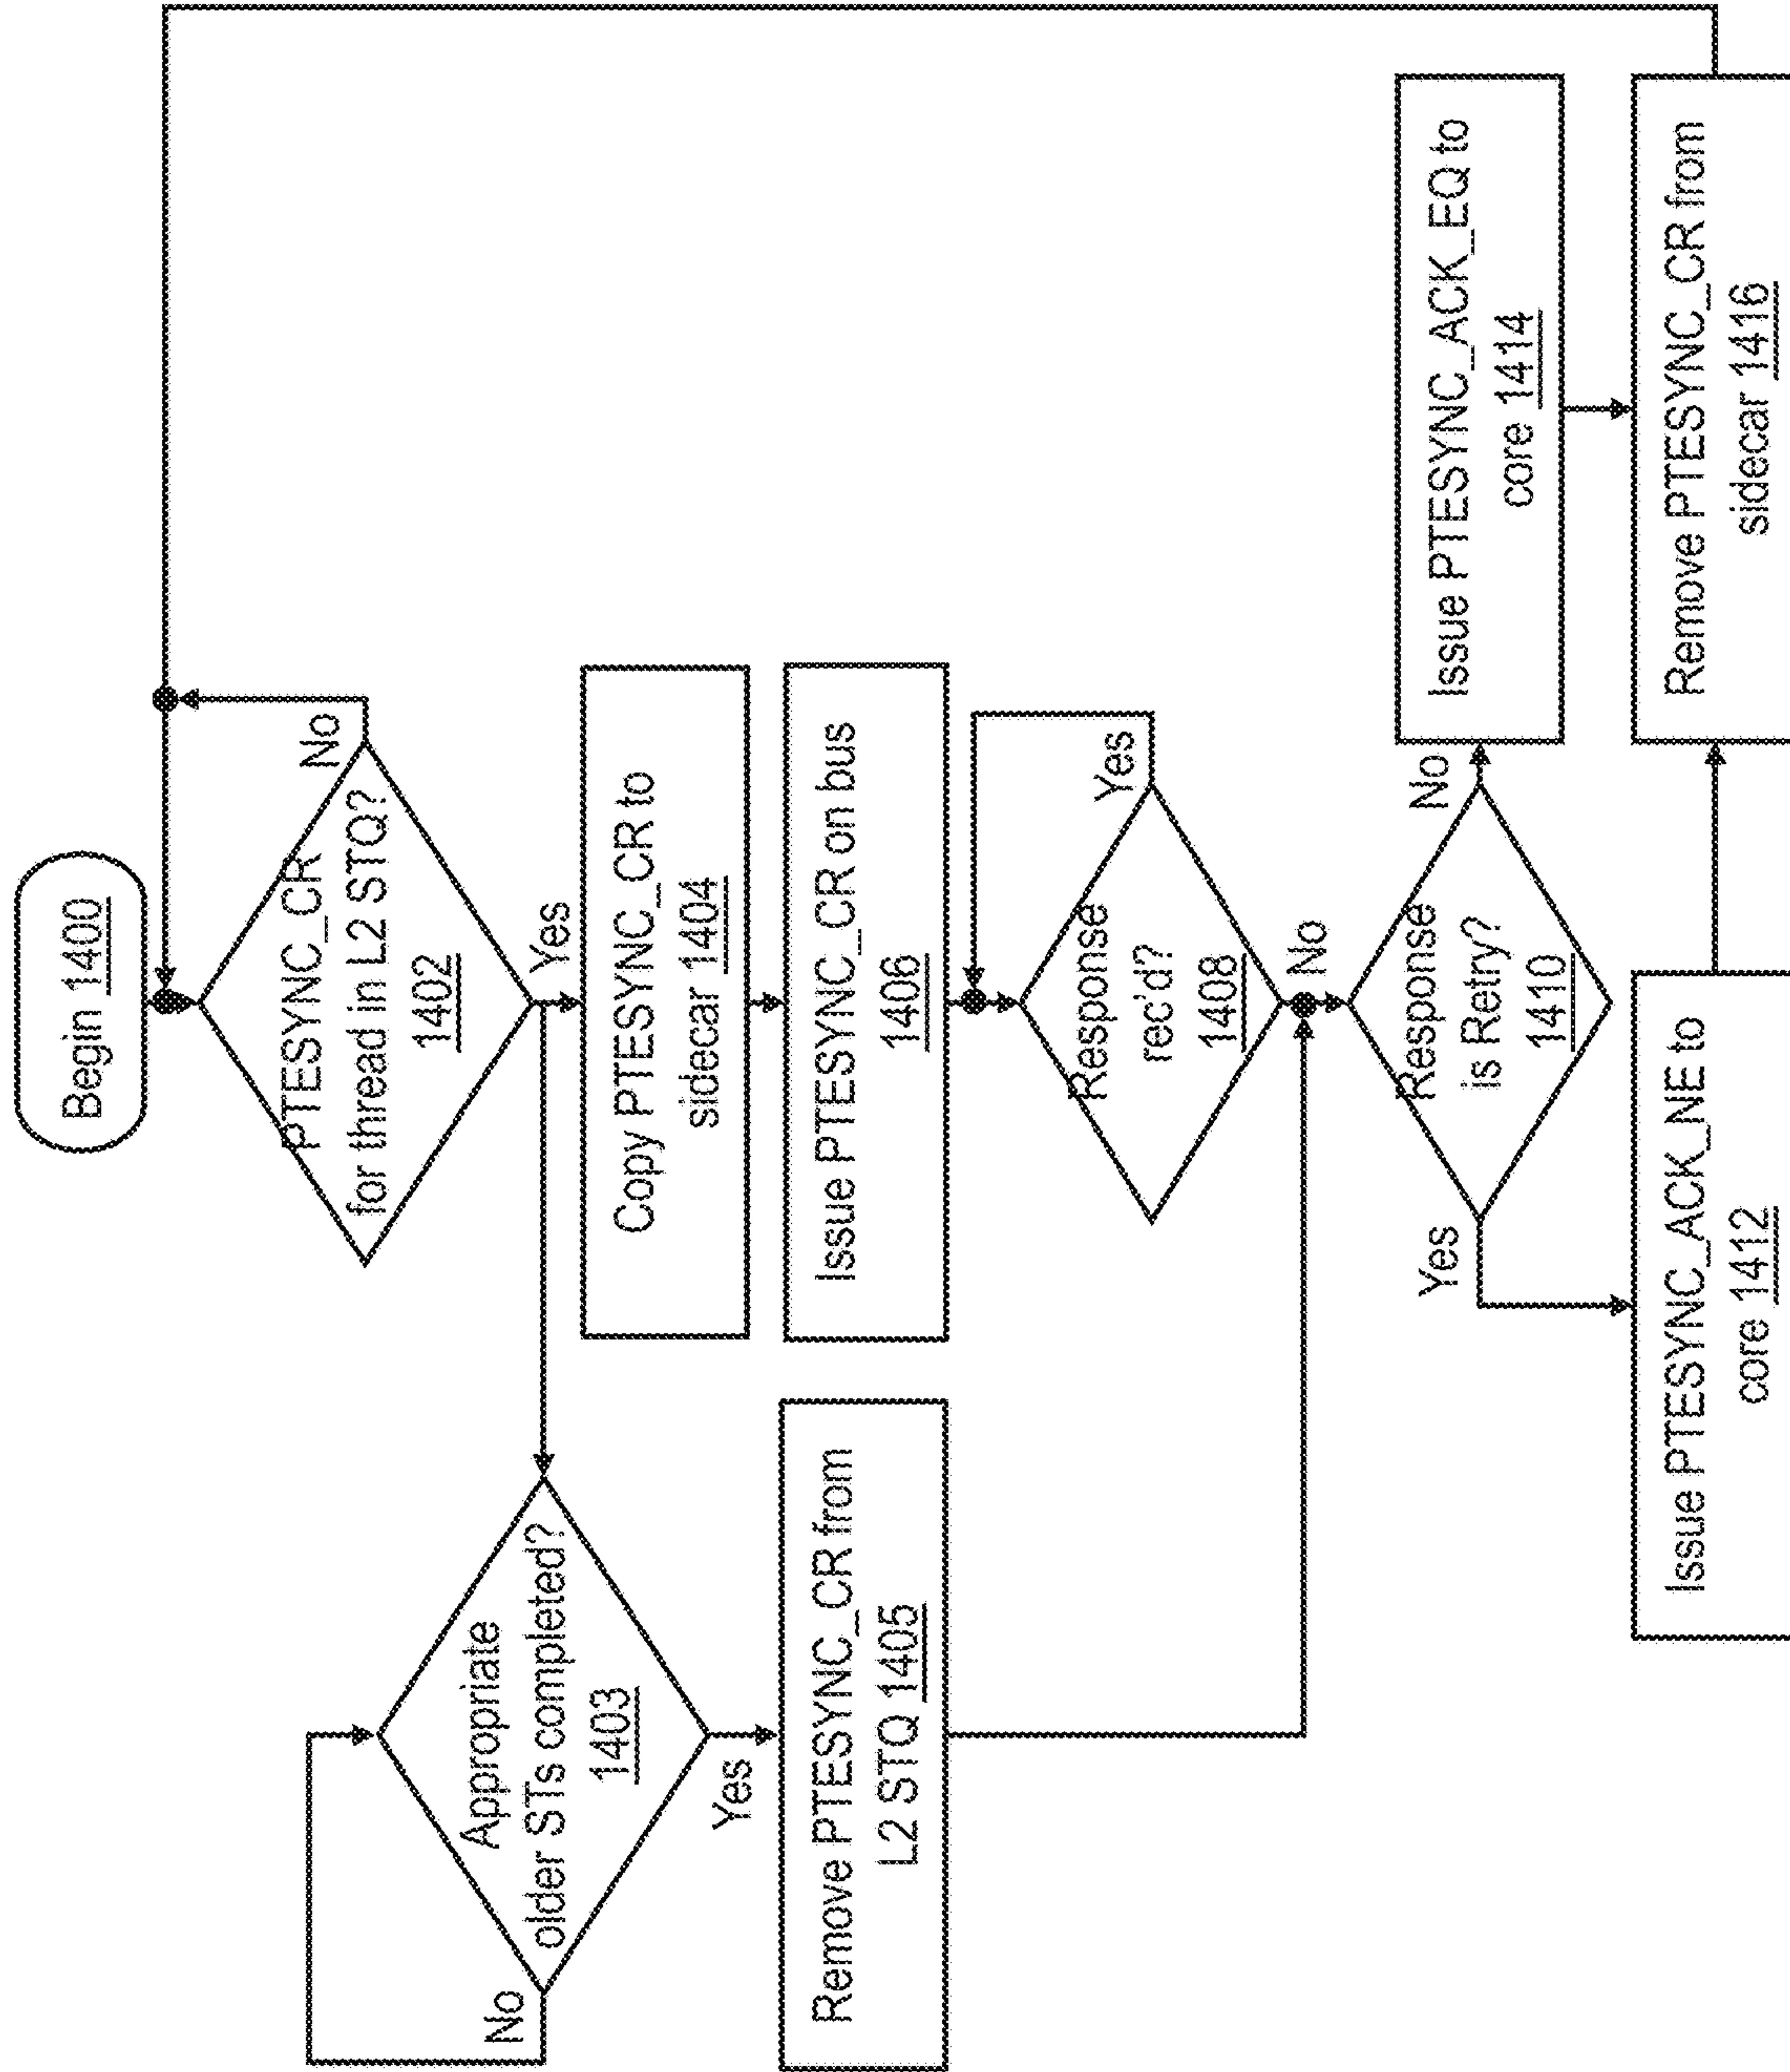 Begin 1400
PTESYNC_CR
for thread in L2 STQ?
1402
No
Yes
Appropriate
older STs completed?
1403
No
Yes
Copy PTESYNC_CR to
sidecar 1404
Remove PTESYNC_CR from
L2 STQ 1405
Issue PTESYNC_CR on bus
1406
Response
rec'd?
1408
Yes
No
Response
is Retry?
1410
Yes
No
Issue PTESYNC_ACK_NE to
core 1412
Issue PTESYNC_ACK_EQ to
core 1414
Remove PTESYNC_CR from
sidecar 1416